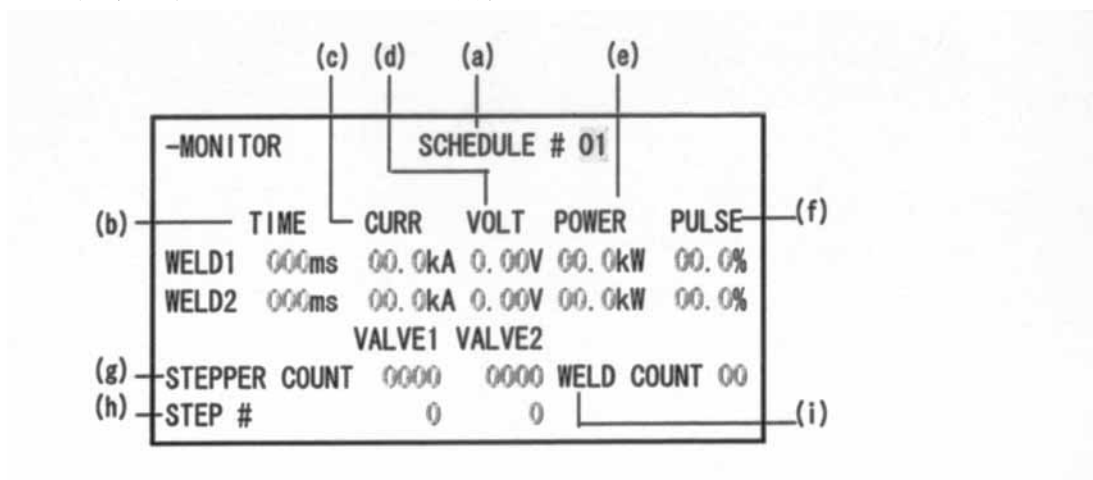 (c) (d) (a) (e)
-MONITOR SCHEDULE # 01
(b) TIME CURR VOLT POWER PULSE (f)
WELD1 000ms 00.0kA 0.00V 00.0kW 00.0%
WELD2 000ms 00.0kA 0.00V 00.0kW 00.0%
VALVE1 VALVE2
(g) STEPPER COUNT 0000 0000 WELD COUNT 00
(h) STEP # 0 0 (i)